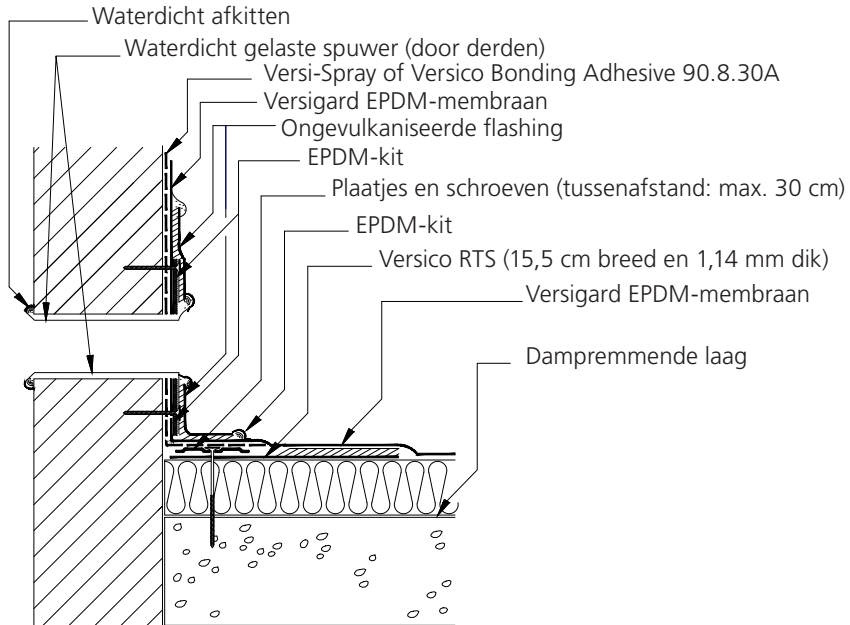 Waterdicht afkitten
Waterdicht gelaste spuwer (door derden)
Versi-Spray of Versico Bonding Adhesive 90.8.30A
Versigard EPDM-membraan
Ongevulkaniseerde flashing
EPDM-kit
Plaatjes en schroeven (tussenafstand: max. 30 cm)
EPDM-kit
Versico RTS (15,5 cm breed en 1,14 mm dik)
Versigard EPDM-membraan
Dampremmende laag